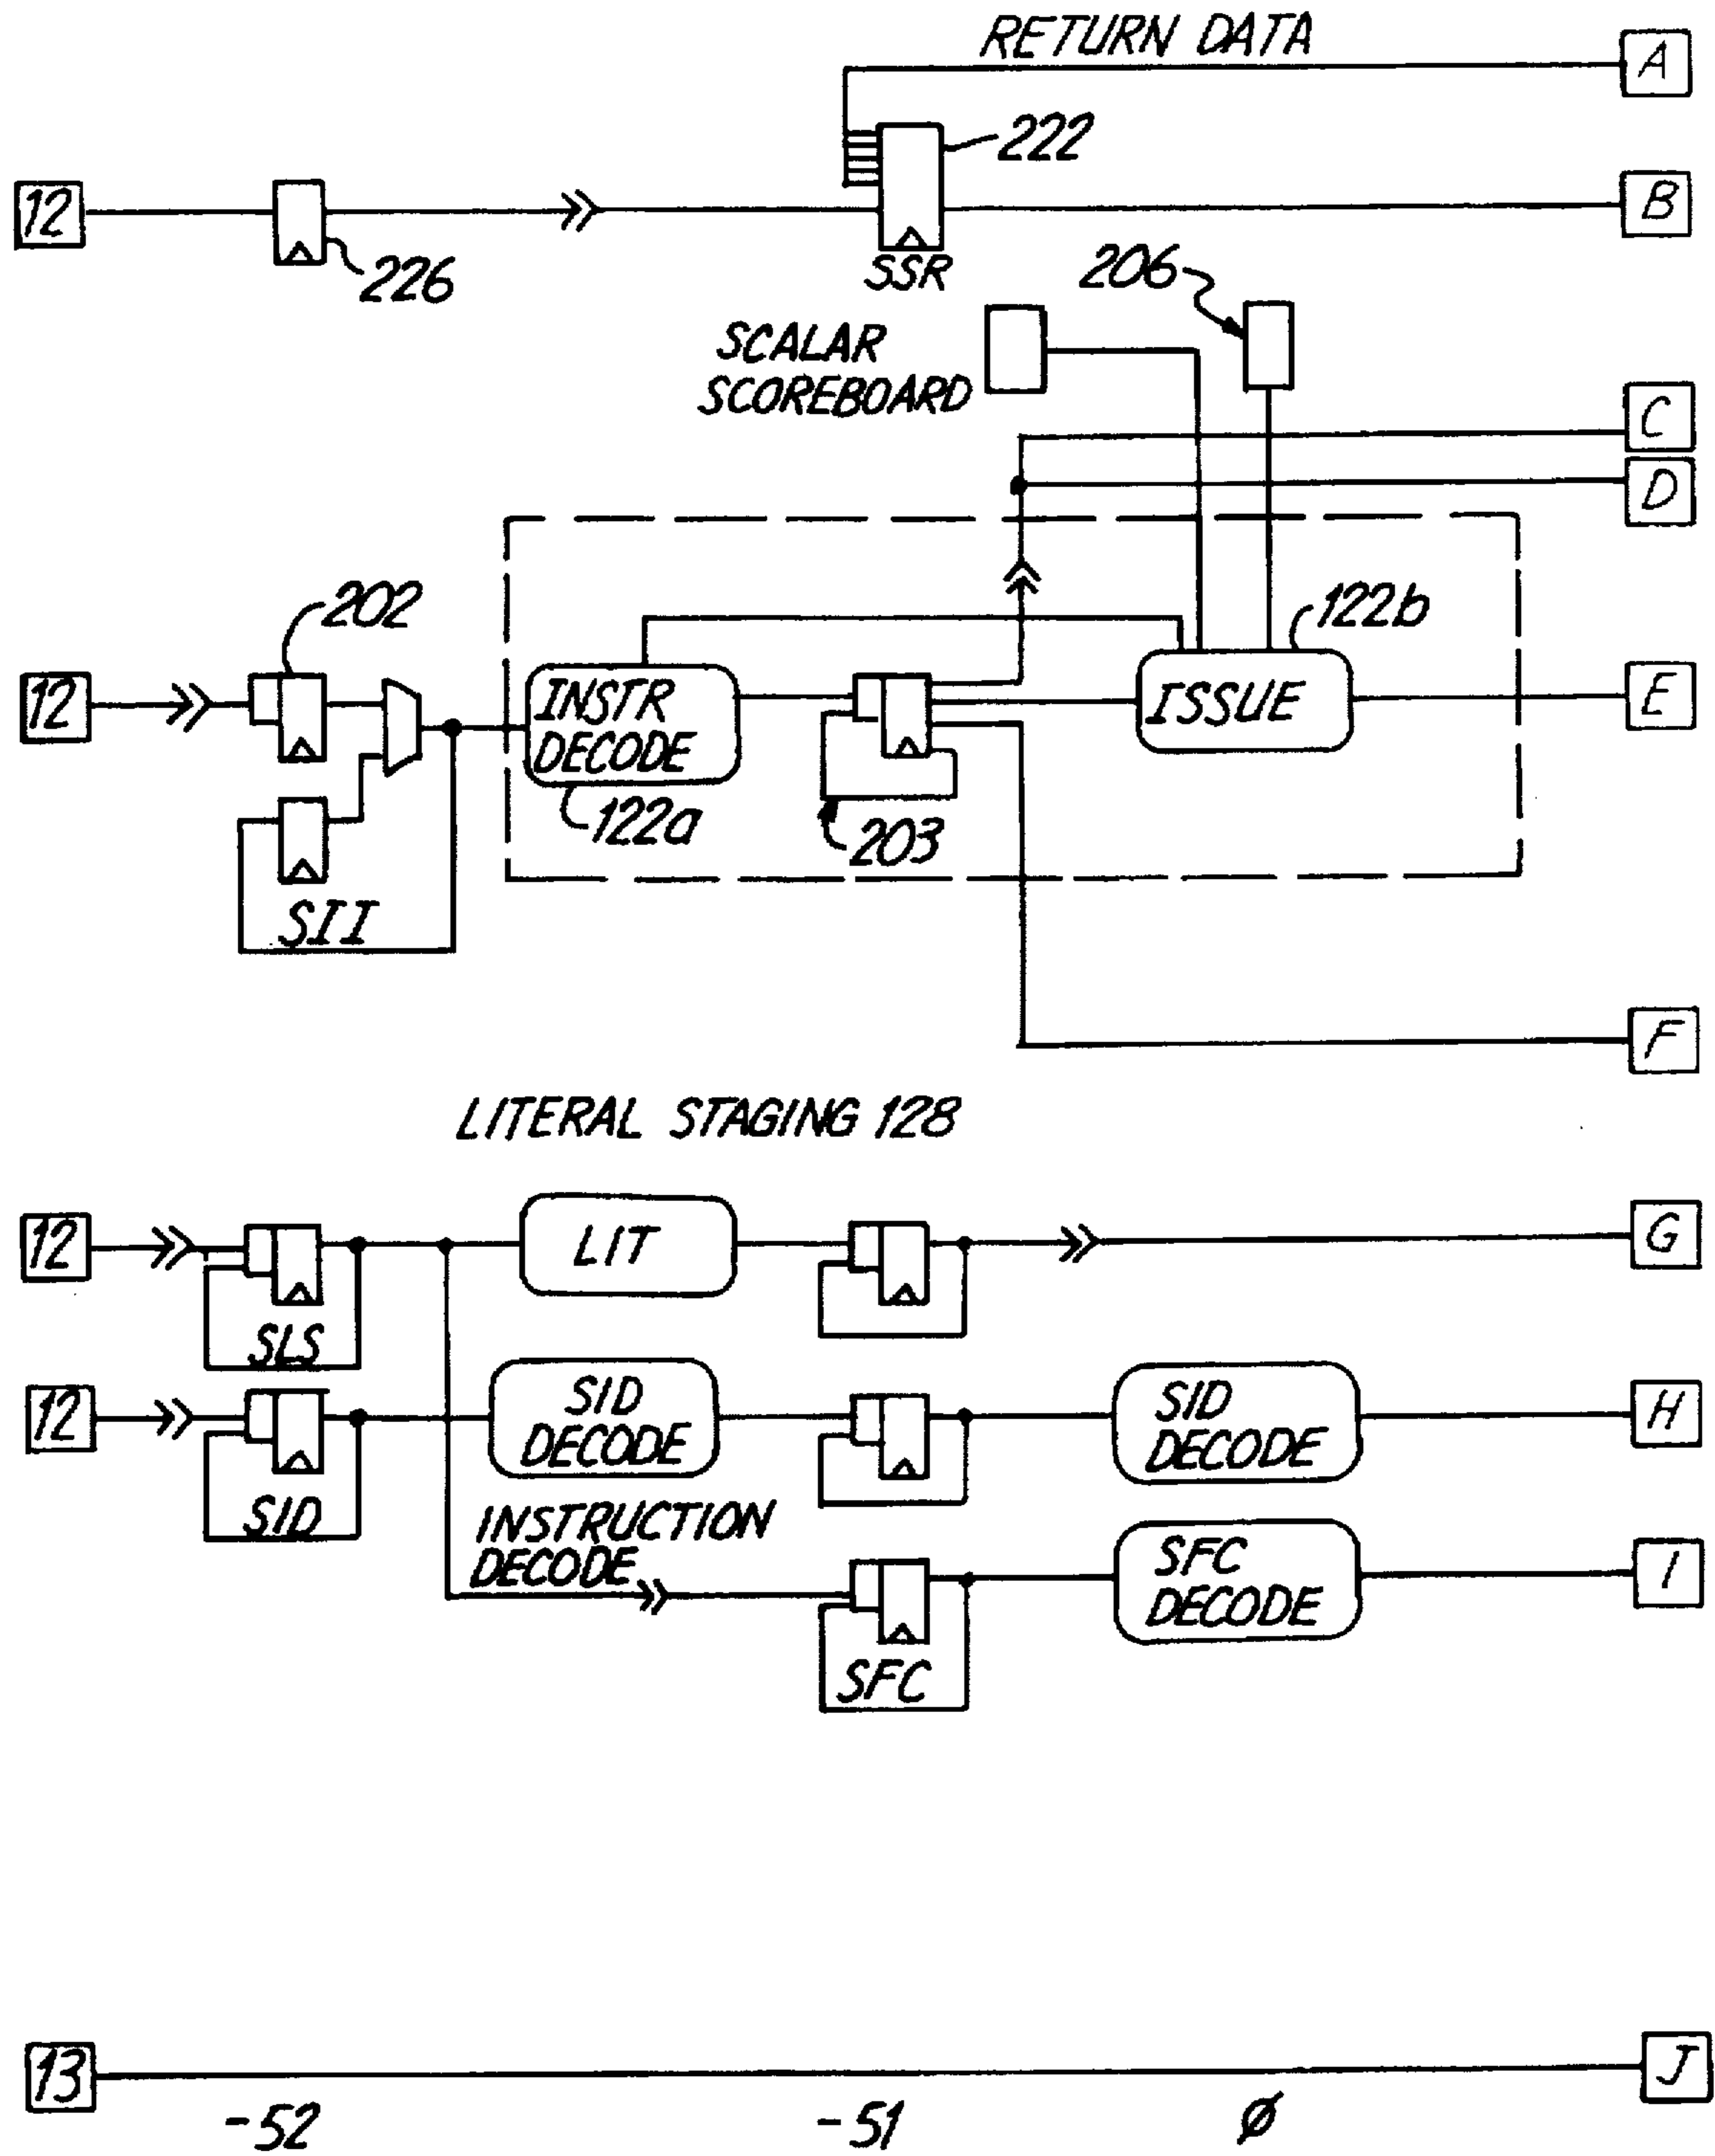 RETURN DATA
A
222
12
B
226
SSR
206
SCALAR
SCOREBOARD
C
D
202
122b
12
INSTR
DECODE
ISSUE
E
122a
203
SII
F
LITERAL STAGING 128
12
LIT
G
SLS
12
SID
DECODE
SID
DECODE
H
SID
INSTRUCTION
DECODE
SFC
DECODE
I
SFC
13
J
-52
-51
ø